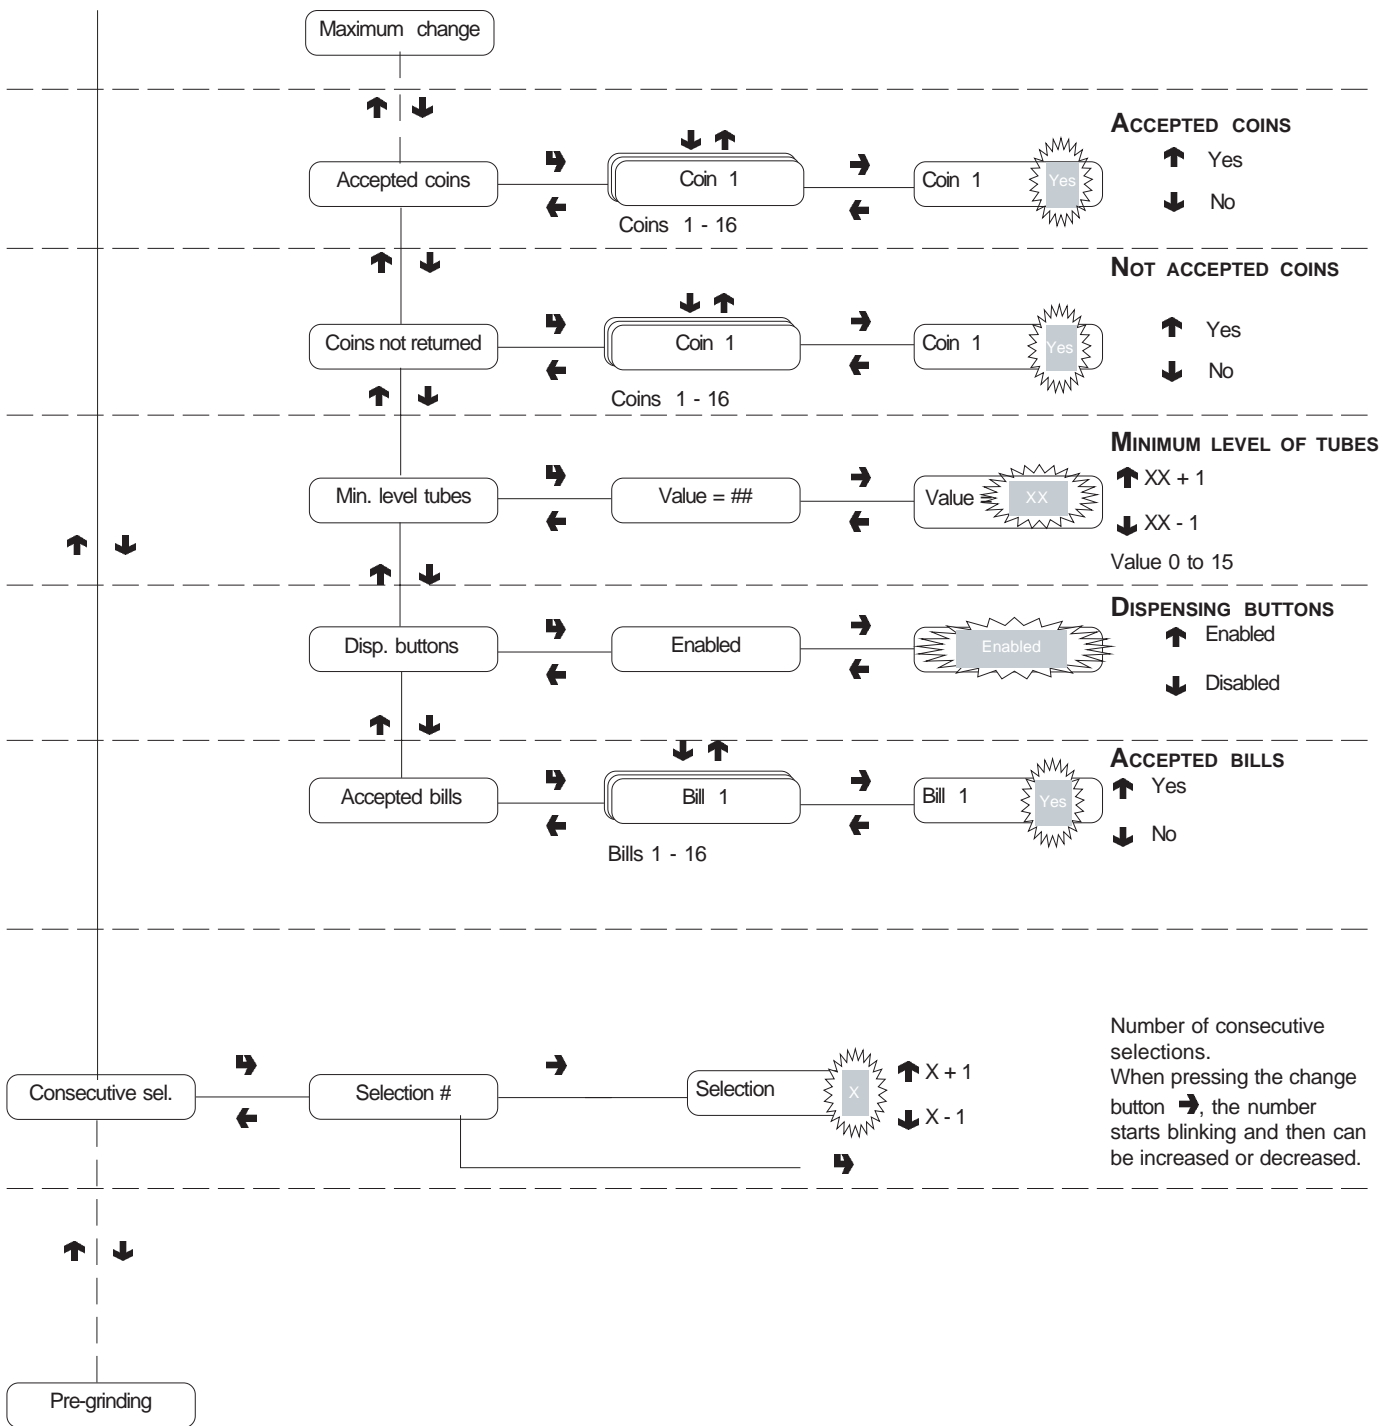 Maximum change
ACCEPTED COINS
Accepted coins
Coin 1
Coins 1 - 16
Coin 1
Yes
Yes
No
NOT ACCEPTED COINS
Coins not returned
Coin 1
Coins 1 - 16
Coin 1
Yes
Yes
No
MINIMUM LEVEL OF TUBES
Min. level tubes
Value = ##
Value =
XX
XX + 1
XX - 1
Value 0 to 15
DISPENSING BUTTONS
Disp. buttons
Enabled
Enabled
Enabled
Disabled
ACCEPTED BILLS
Accepted bills
Bill 1
Bills 1 - 16
Bill 1
Yes
Yes
No
Consecutive sel.
Selection #
Selection
X
X + 1
X - 1
Number of consecutive
selections.
When pressing the change
button ➔, the number
starts blinking and then can
be increased or decreased.
Pre-grinding